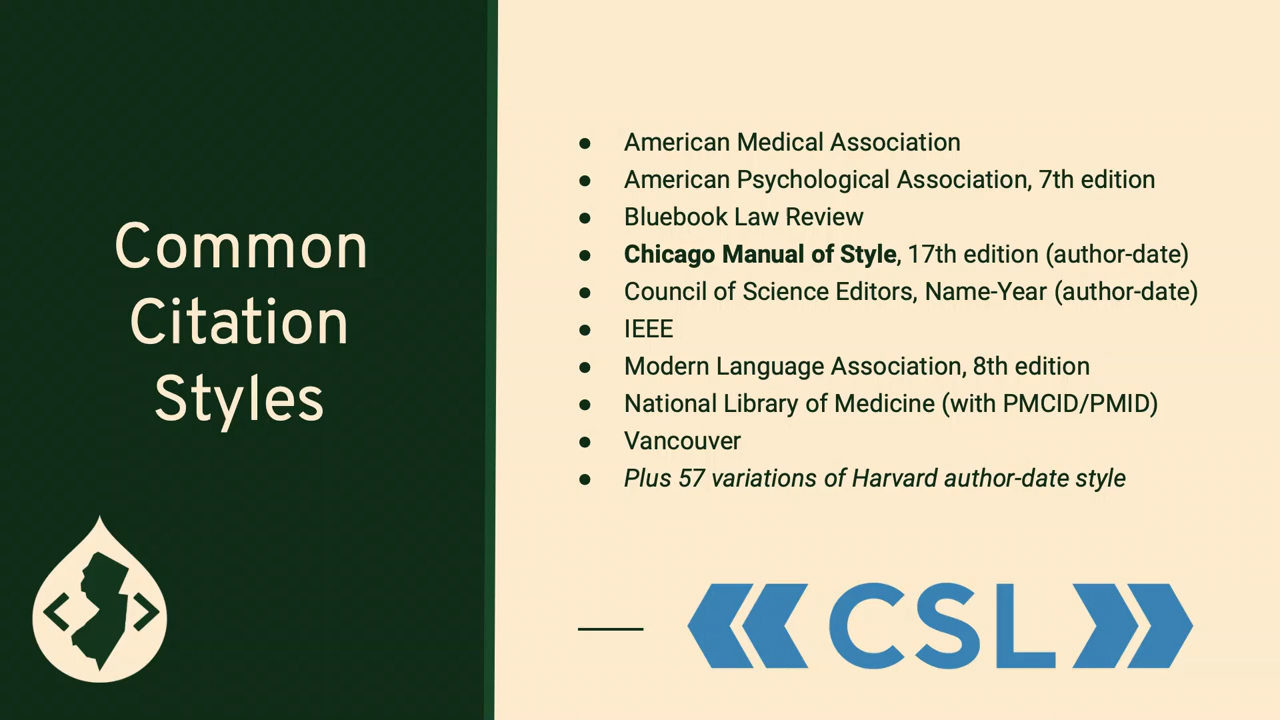 Common
Citation
Styles
● American Medical Association
● American Psychological Association, 7th edition
● Bluebook Law Review
● Chicago Manual of Style, 17th edition (author-date)
● Council of Science Editors, Name-Year (author-date)
● IEEE
● Modern Language Association, 8th edition
● National Library of Medicine (with PMCID/PMID)
● Vancouver
● Plus 57 variations of Harvard author-date style
CSL